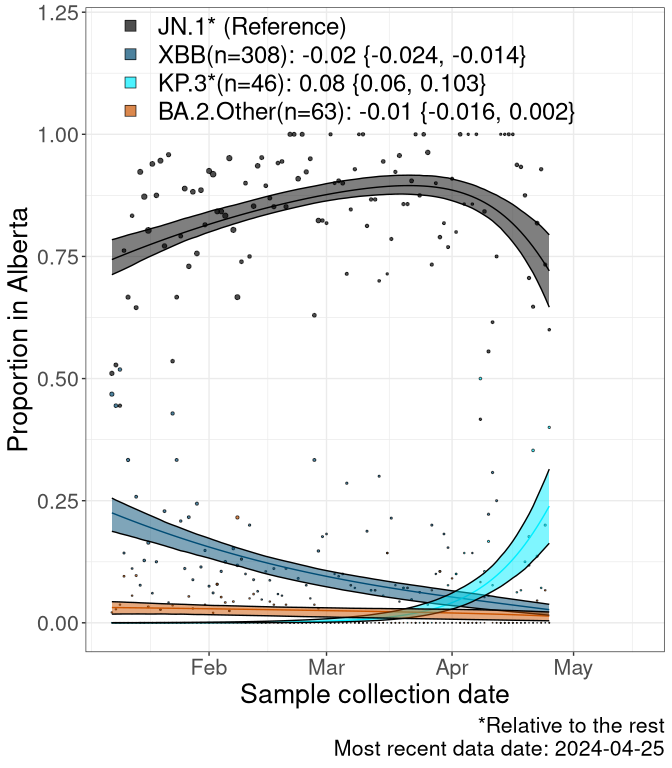 1.25
JN.1* (Reference)
XBB(n=308): -0.02 {-0.024, -0.014}
KP.3*(n=46): 0.08 {0.06, 0.103}
BA.2.Other(n=63): -0.01 {-0.016, 0.002}
1.00
0.75
0.50
0.25
0.00
Proportion in Alberta
Feb Mar Apr May
Sample collection date
*Relative to the rest
Most recent data date: 2024-04-25